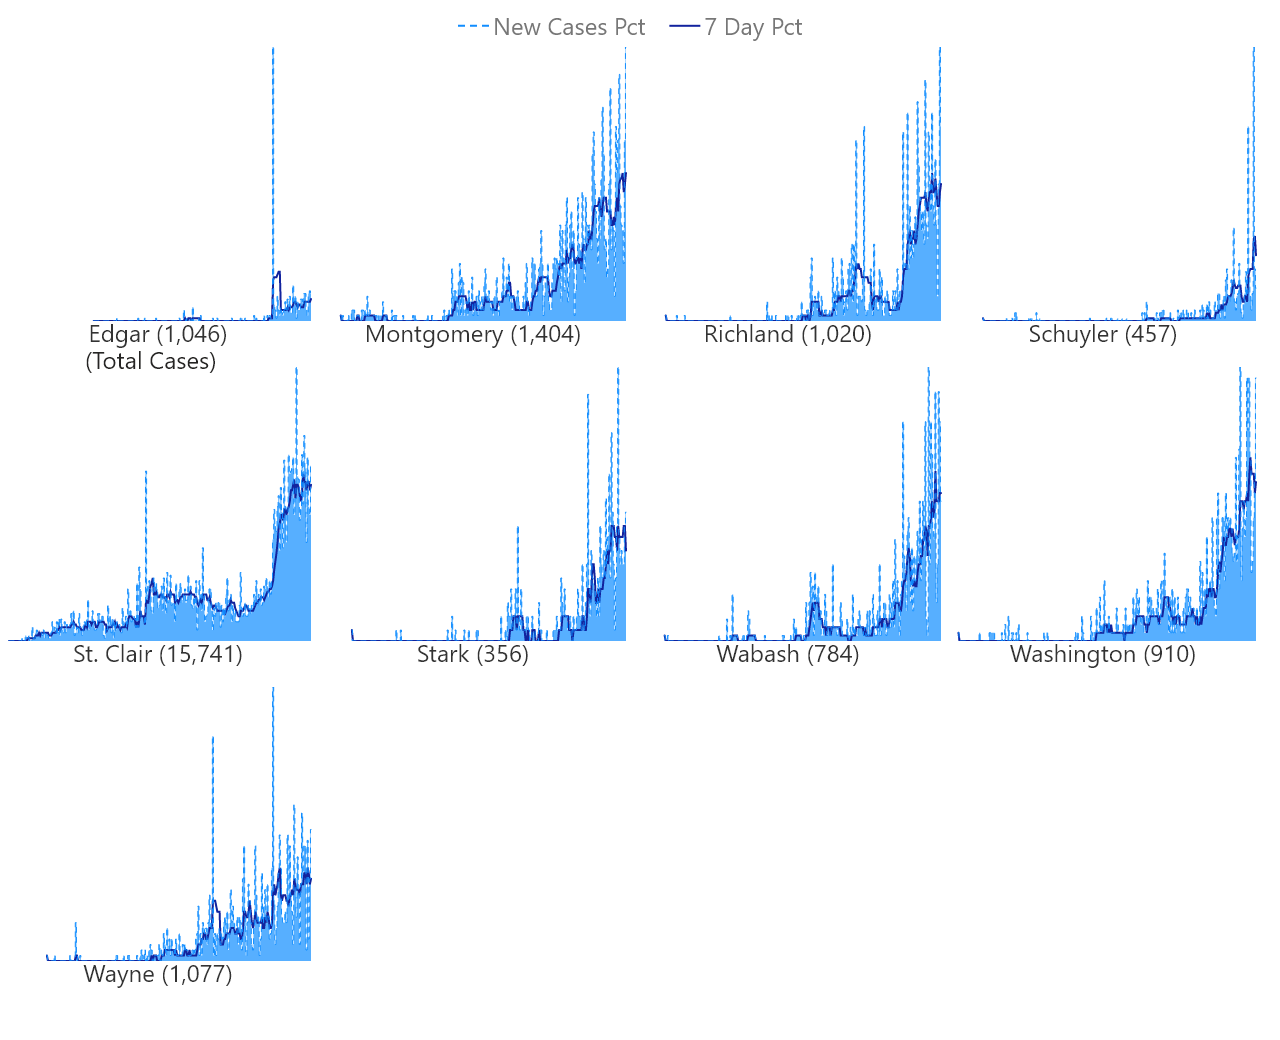 New Cases Pct 7 Day Pct
Edgar (1,046)
(Total Cases)
Montgomery (1,404)
Richland (1,020)
Schuyler (457)
St. Clair (15,741)
Stark (356)
Wabash (784)
Washington (910)
Wayne (1,077)